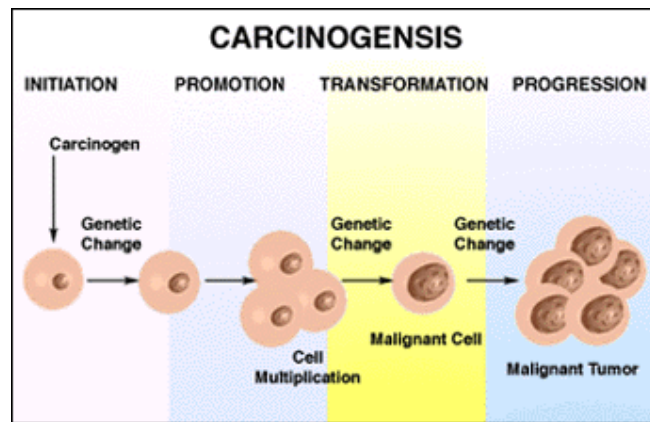 CARCINOGENSIS
INITIATION
PROMOTION
TRANSFORMATION
PROGRESSION
Carcinogen
Genetic
Change
Genetic
Change
Genetic
Change
Cell
Multiplication
Malignant Cell
Malignant Tumor